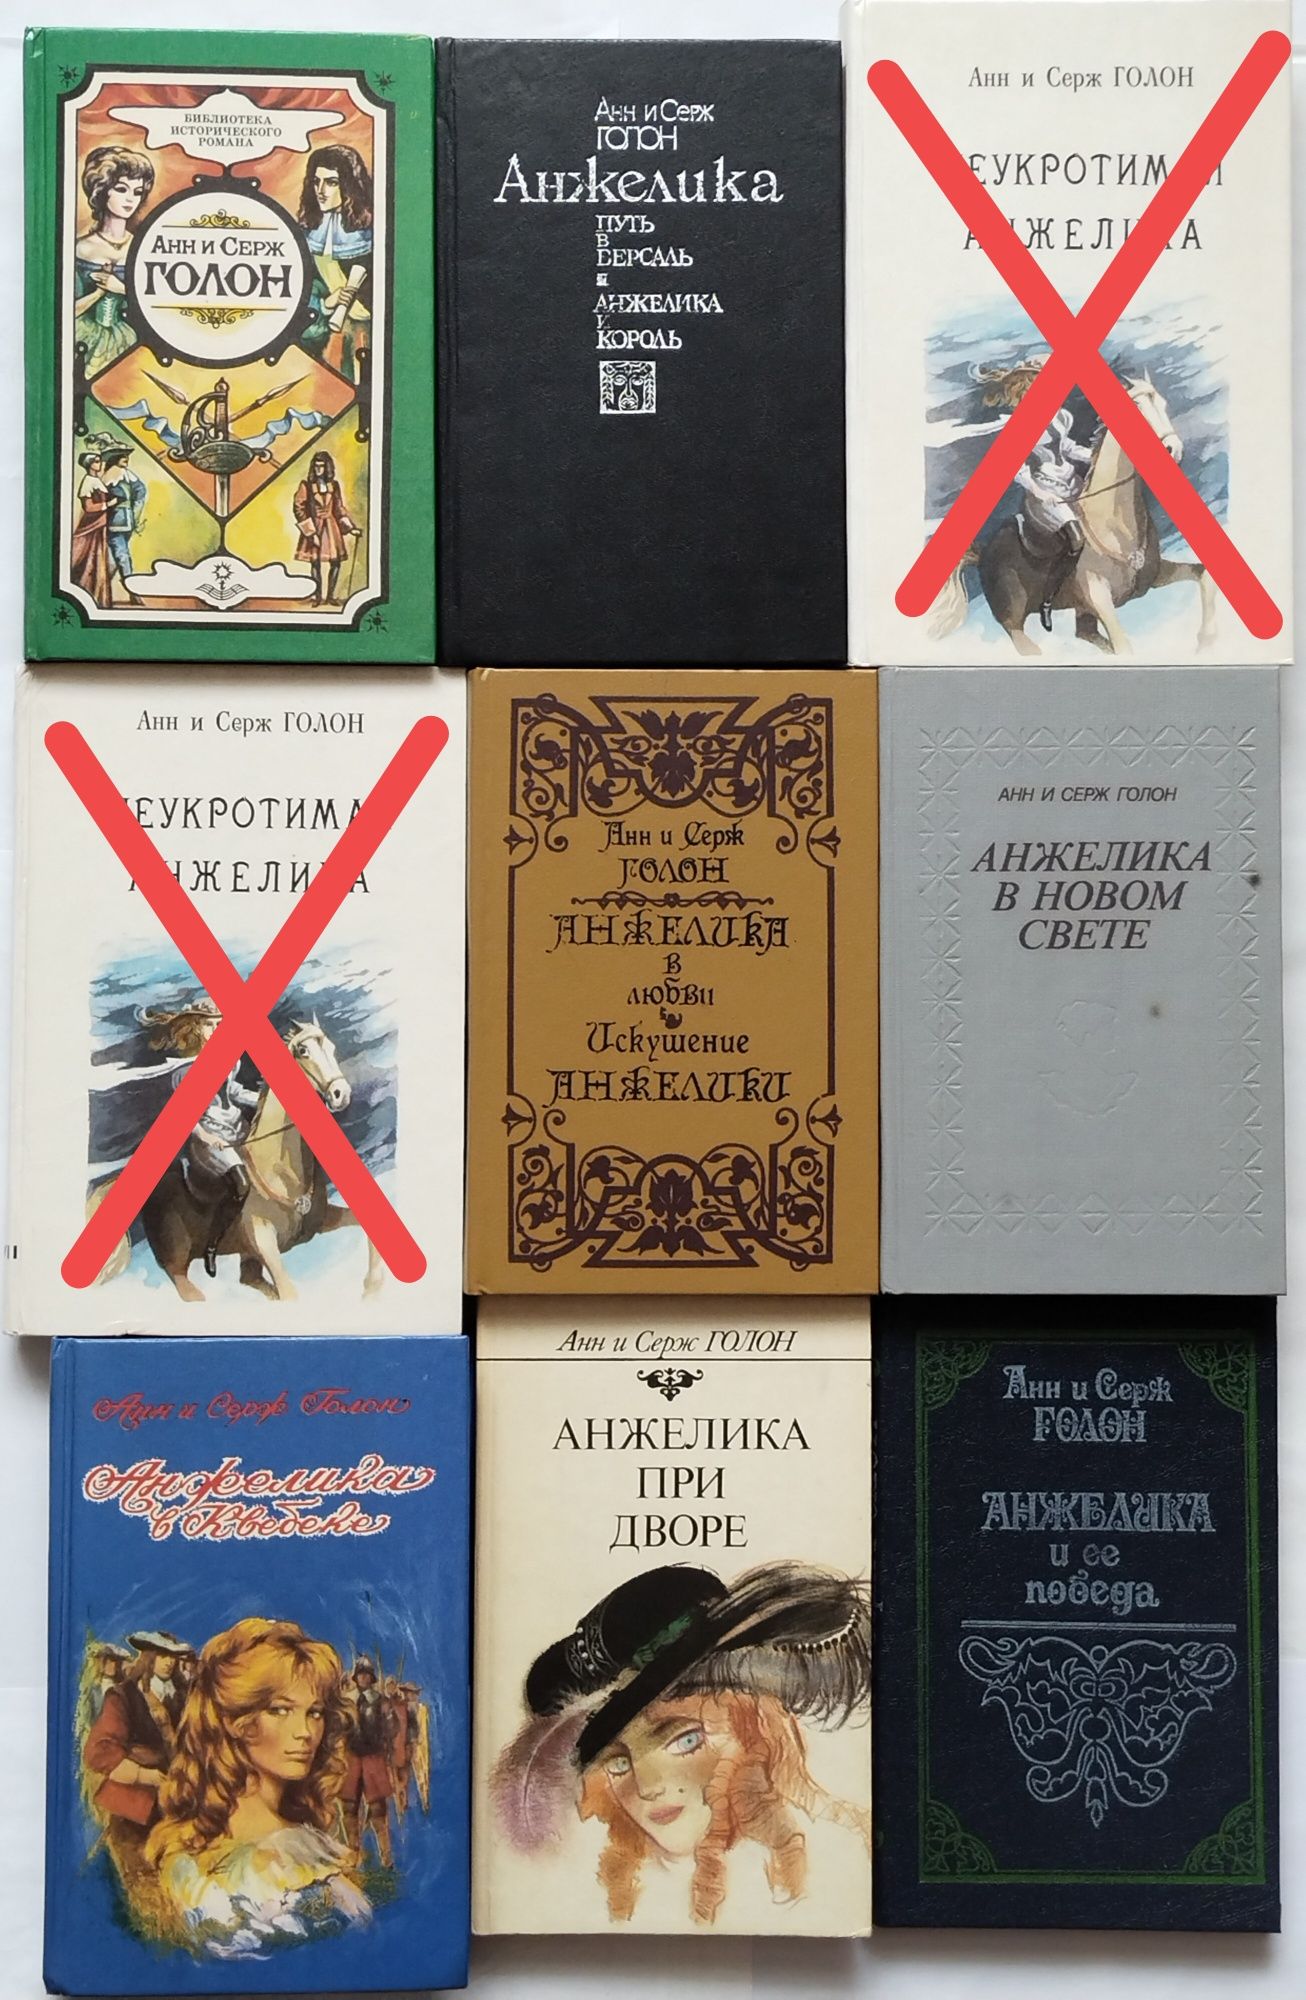 БИБЛИОТЕКА
ИСТОРИЧЕСКОГО
РОМАНА
АНН И СЕРЖ
ГОЛОН
Анн и Серж
ГОЛОН
Анжелика
ПУТЬ
В
ВЕРСАЛЬ
АНЖЕЛИКА
И
КОРОЛЬ
Анн и Серж ГОЛОН
ЕУКРОТИМ
АНЖЕЛИКА
Анн и Серж ГОЛОН
ЕУКРОТИМА
АНЖЕЛИКА
Анн и Серж
ГОЛОН
АНЖЕЛИКА
в
любви
Искушение
АНЖЕЛИКИ
АНН И СЕРЖ ГОЛОН
АНЖЕЛИКА
В НОВОМ
СВЕТЕ
Анн и Серж Голон
Анжелика
в Квебеке
Анн и Серж ГОЛОН
АНЖЕЛИКА
ПРИ
ДВОРЕ
Анн и Серж
ГОЛОН
АНЖЕЛИКА
и ее
победа